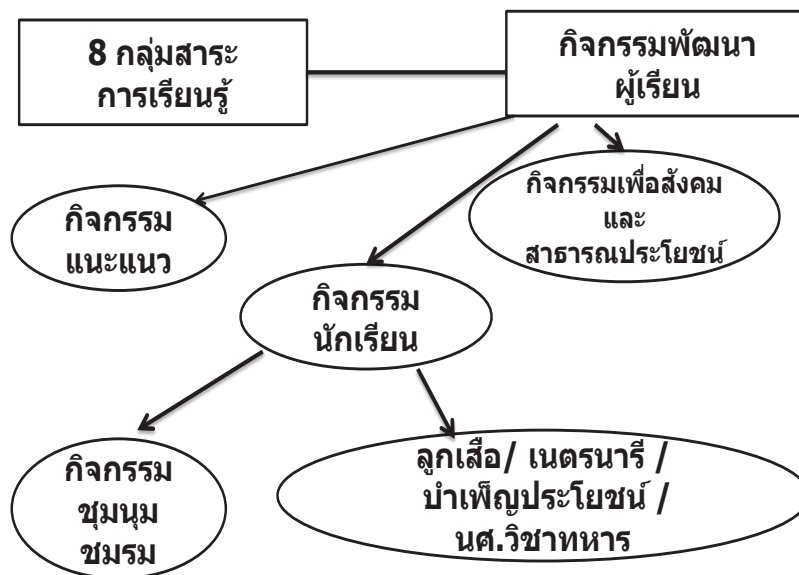 8 กลุ่มสาระ
การเรียนรู้
กิจกรรมพัฒนา
ผู้เรียน
กิจกรรม
แนะแนว
กิจกรรมเพื่อสังคม
และ
สาธารณประโยชน์
กิจกรรม
นักเรียน
กิจกรรม
ชุมนุม
ชมรม
ลูกเสือ/ เนตรนารี /
บำเพ็ญประโยชน์ /
นศ.วิชาทหาร